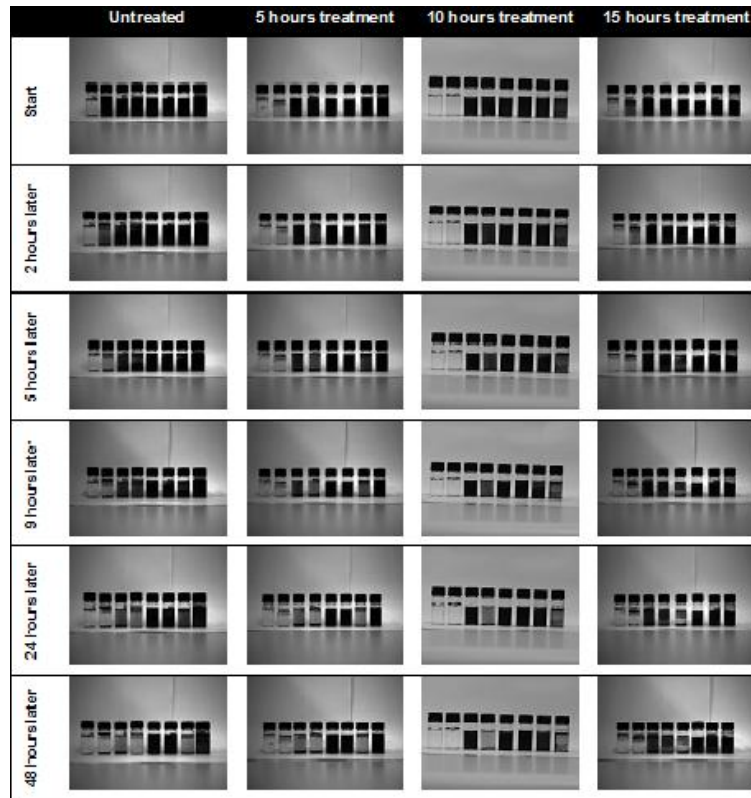 Untreated
5 hours treatment
10 hours treatment
15 hours treatment
Start
2 hours later
5 hours later
9 hours later
24 hours later
48 hours later